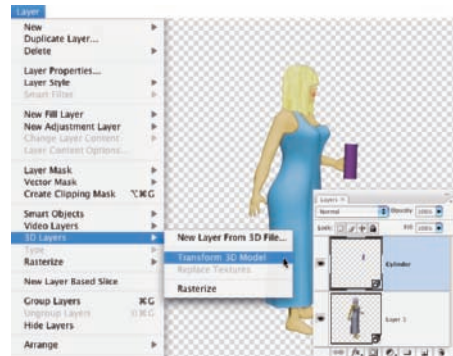 Layer
New
Duplicate Layer...
Delete
Layer Properties...
Layer Style
Smart Filter
New Fill Layer
New Adjustment Layer
Change Layer Content
Layer Content Options...
Layer Mask
Vector Mask
Create Clipping Mask ⌥⌘G
Smart Objects
Video Layers
3D Layers
Type
Rasterize
New Layer Based Slice
Group Layers ⌘G
Ungroup Layers ⇧⌘G
Hide Layers
Arrange
New Layer From 3D File...
Transform 3D Model
Replace Textures
Rasterize
Layers ×
Normal Opacity: 100%
Lock: Fill: 100%
Cylinder
Layer 1